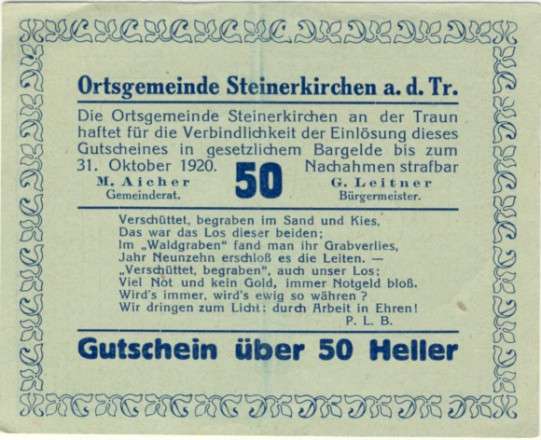 Ortsgemeinde Steinerkirchen a. d. Tr.
Die Ortsgemeinde Steinerkirchen an der Traun
haftet für die Verbindlichkeit der Einlösung dieses
Gutscheines in gesetzlichem Bargelde bis zum
31. Oktober 1920. 50 Nachahmen strafbar
M. Aicher G. Leitner
Gemeinderat. Bürgermeister.
Verschüttet, begraben im Sand und Kies,
Das war das Los dieser beiden;
Im „Waldgraben" fand man ihr Grabverlies,
Jahr Neunzehn erschloß es die Leiten. —
„Verschüttet, begraben", auch unser Los;
Viel Not und kein Gold, immer Notgeld bloß.
Wird's immer, wird's ewig so währen ?
Wir dringen zum Licht: durch Arbeit in Ehren!
P. L. B.
Gutschein über 50 Heller